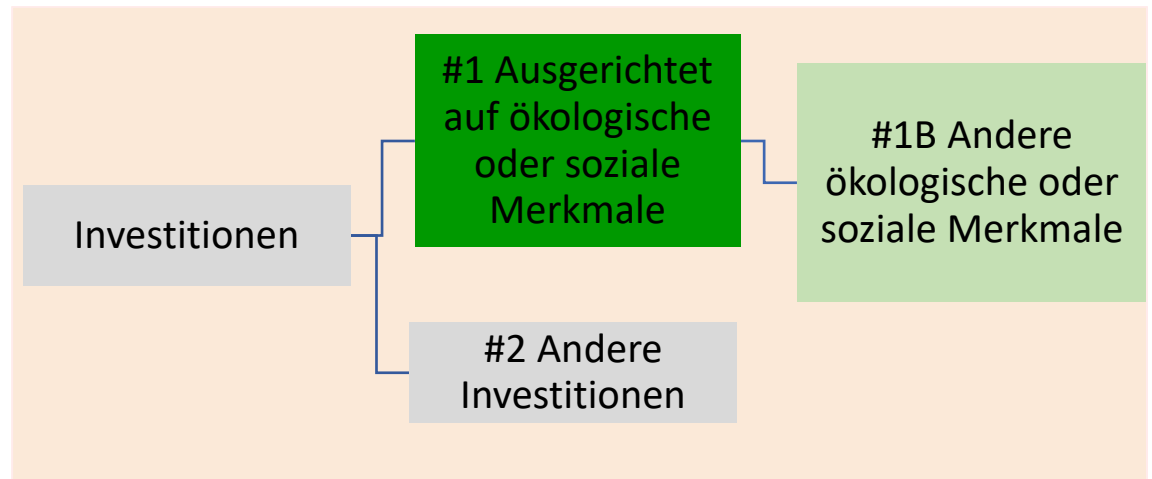 #1 Ausgerichtet
auf ökologische
oder soziale
Merkmale
#1B Andere
ökologische oder
soziale Merkmale
Investitionen
#2 Andere
Investitionen